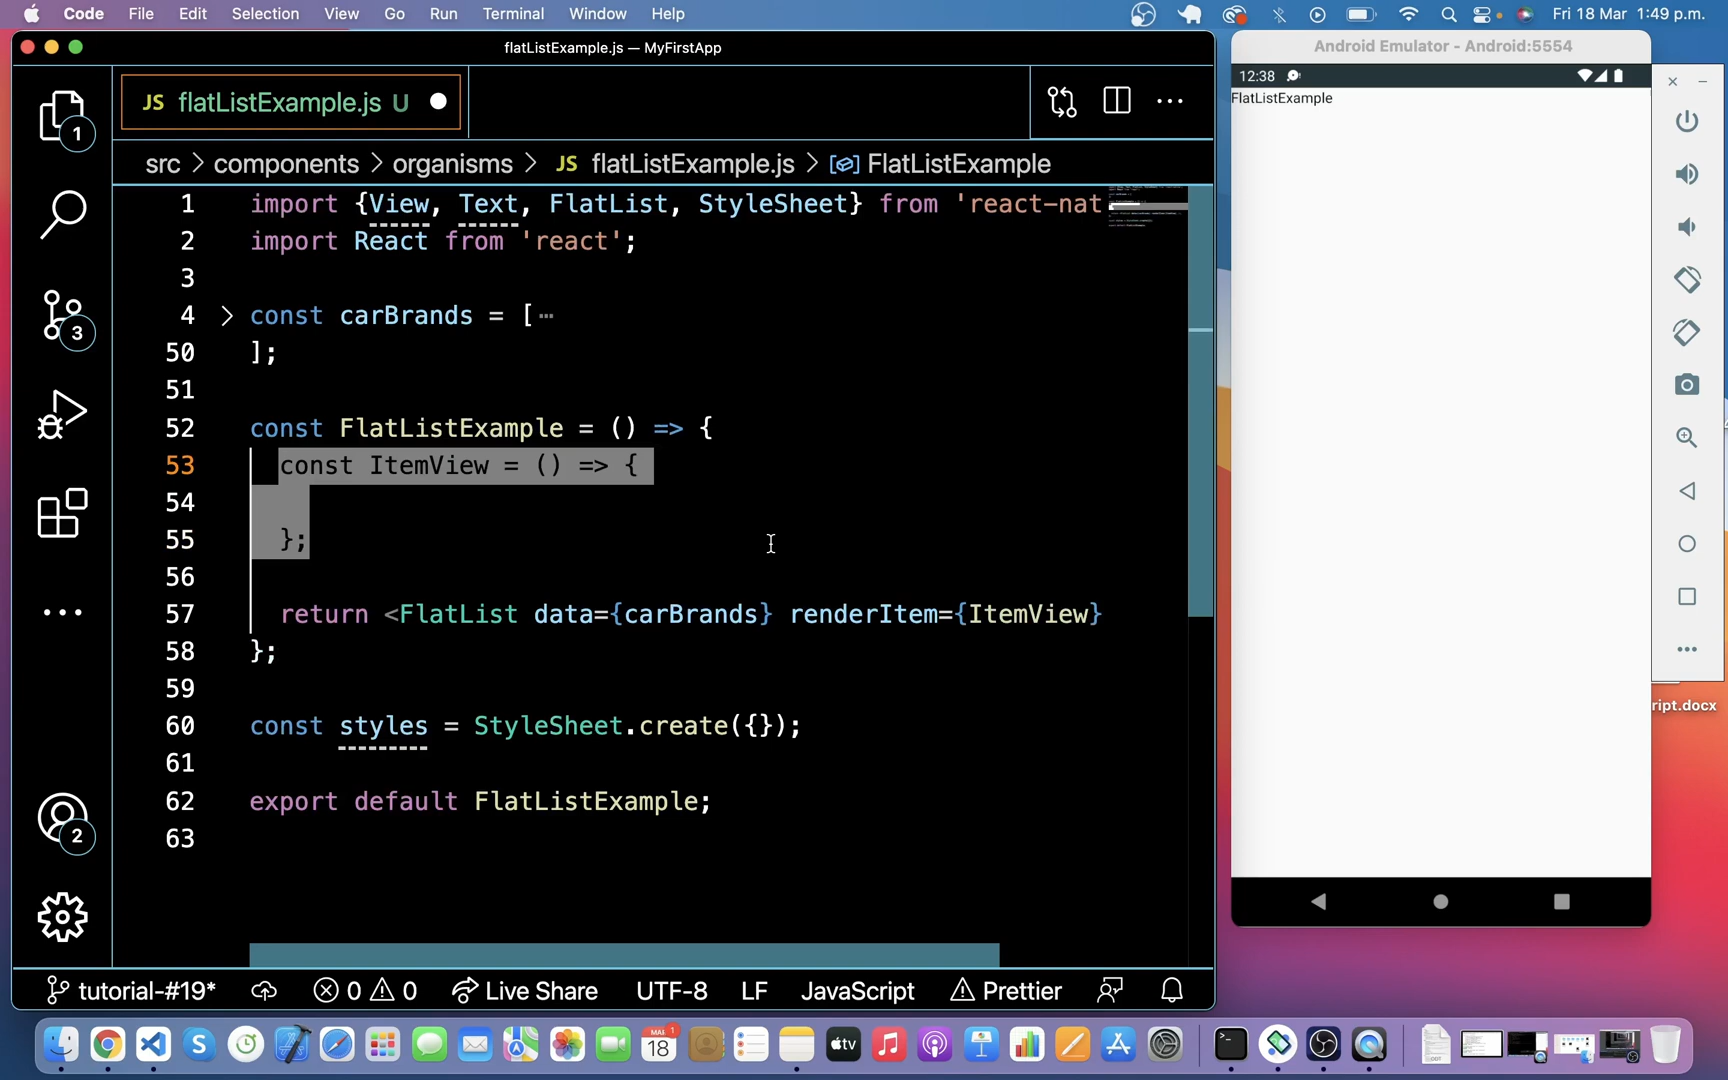 Code File Edit Selection View Go Run Terminal Window Help
Fri 18 Mar 1:49 p.m.
flatListExample.js — MyFirstApp
JS flatListExample.js U
src > components > organisms > JS flatListExample.js > FlatListExample
1 import {View, Text, FlatList, StyleSheet} from 'react-nat
2 import React from 'react';
3
4 const carBrands = [
50 ];
51
52 const FlatListExample = () => {
53 const ItemView = () => {
54
55 };
56
57 return <FlatList data={carBrands} renderItem={ItemView}
58 };
59
60 const styles = StyleSheet.create({});
61
62 export default FlatListExample;
63
1
3
2
tutorial-#19* 0 0 Live Share UTF-8 LF JavaScript Prettier
Android Emulator - Android:5554
12:38
FlatListExample
ript.docx
18
tv